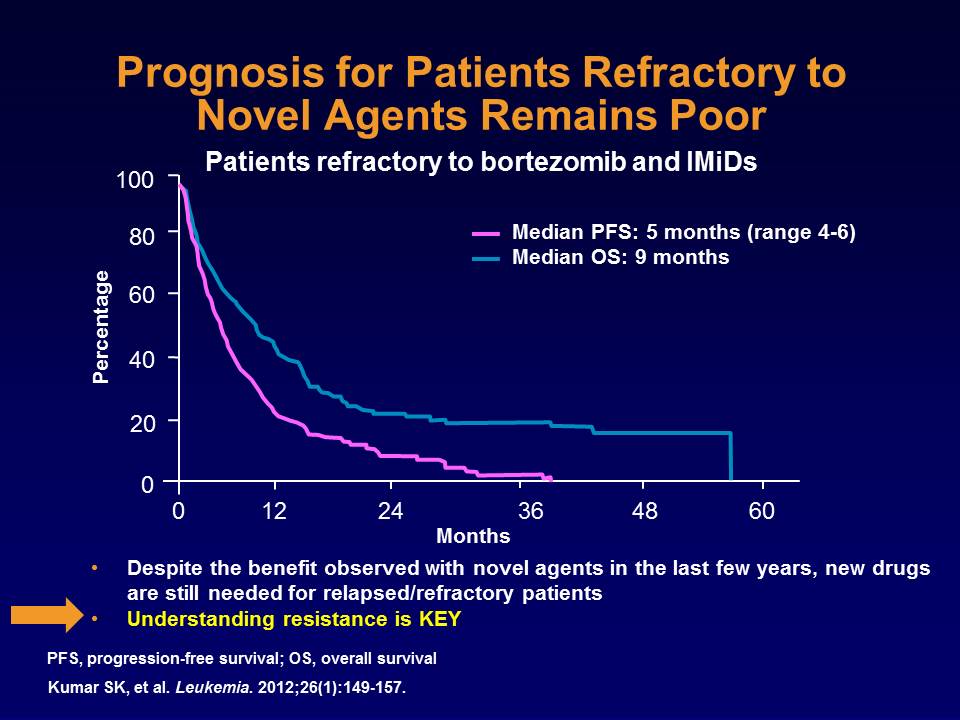 Prognosis for Patients Refractory to
Novel Agents Remains Poor
Patients refractory to bortezomib and IMiDs
100
80
60
40
20
0
Percentage
Median PFS: 5 months (range 4-6)
Median OS: 9 months
0 12 24 36 48 60
Months
• Despite the benefit observed with novel agents in the last few years, new drugs
are still needed for relapsed/refractory patients
• Understanding resistance is KEY
PFS, progression-free survival; OS, overall survival
Kumar SK, et al. Leukemia. 2012;26(1):149-157.